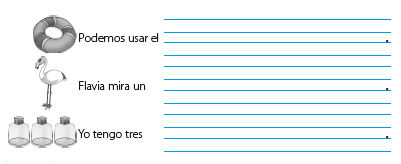 Podemos usar el .
Flavia mira un .
Yo tengo tres .